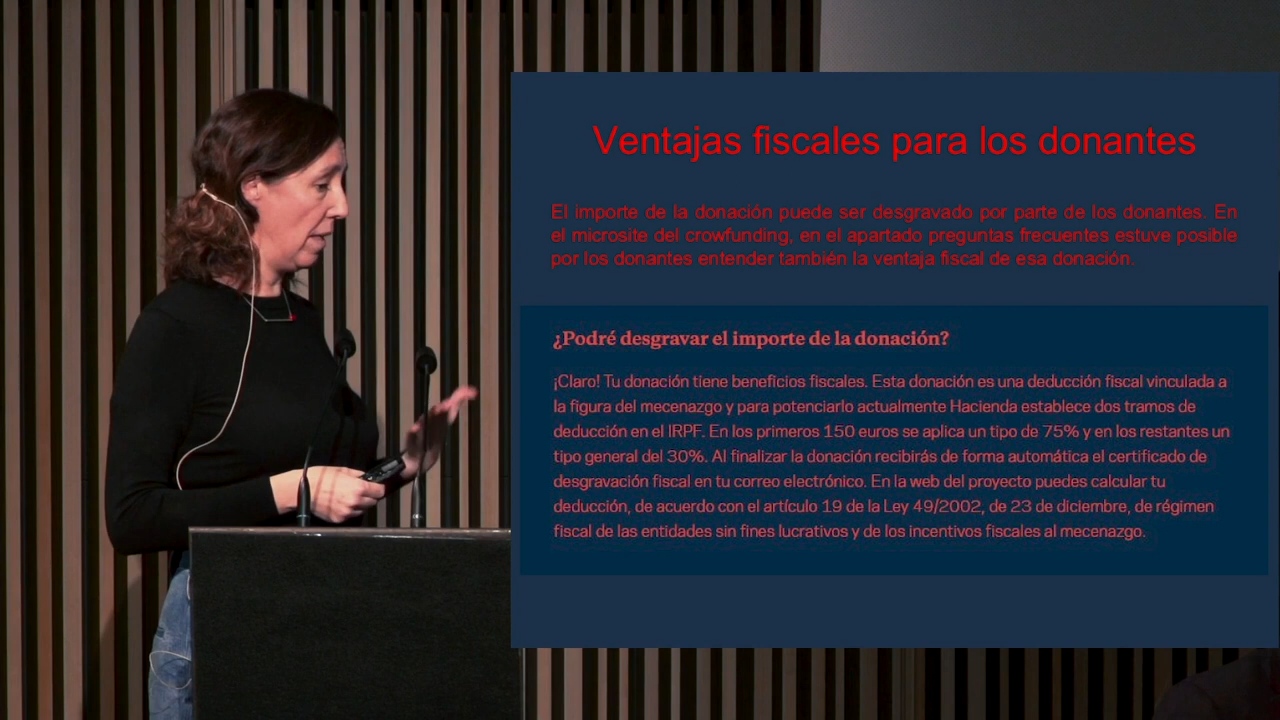 Ventajas fiscales para los donantes
El importe de la donación puede ser desgravado por parte de los donantes. En
el microsite del crowfunding, en el apartado preguntas frecuentes estuve posible
por los donantes entender también la ventaja fiscal de esa donación.
¿Podré desgravar el importe de la donación?
¡Claro! Tu donación tiene beneficios fiscales. Esta donación es una deducción fiscal vinculada a
la figura del mecenazgo y para potenciarlo actualmente Hacienda establece dos tramos de
deducción en el IRPF. En los primeros 150 euros se aplica un tipo de 75% y en los restantes un
tipo general del 30%. Al finalizar la donación recibirás de forma automática el certificado de
desgravación fiscal en tu correo electrónico. En la web del proyecto puedes calcular tu
deducción, de acuerdo con el artículo 19 de la Ley 49/2002, de 23 de diciembre, de régimen
fiscal de las entidades sin fines lucrativos y de los incentivos fiscales al mecenazgo.